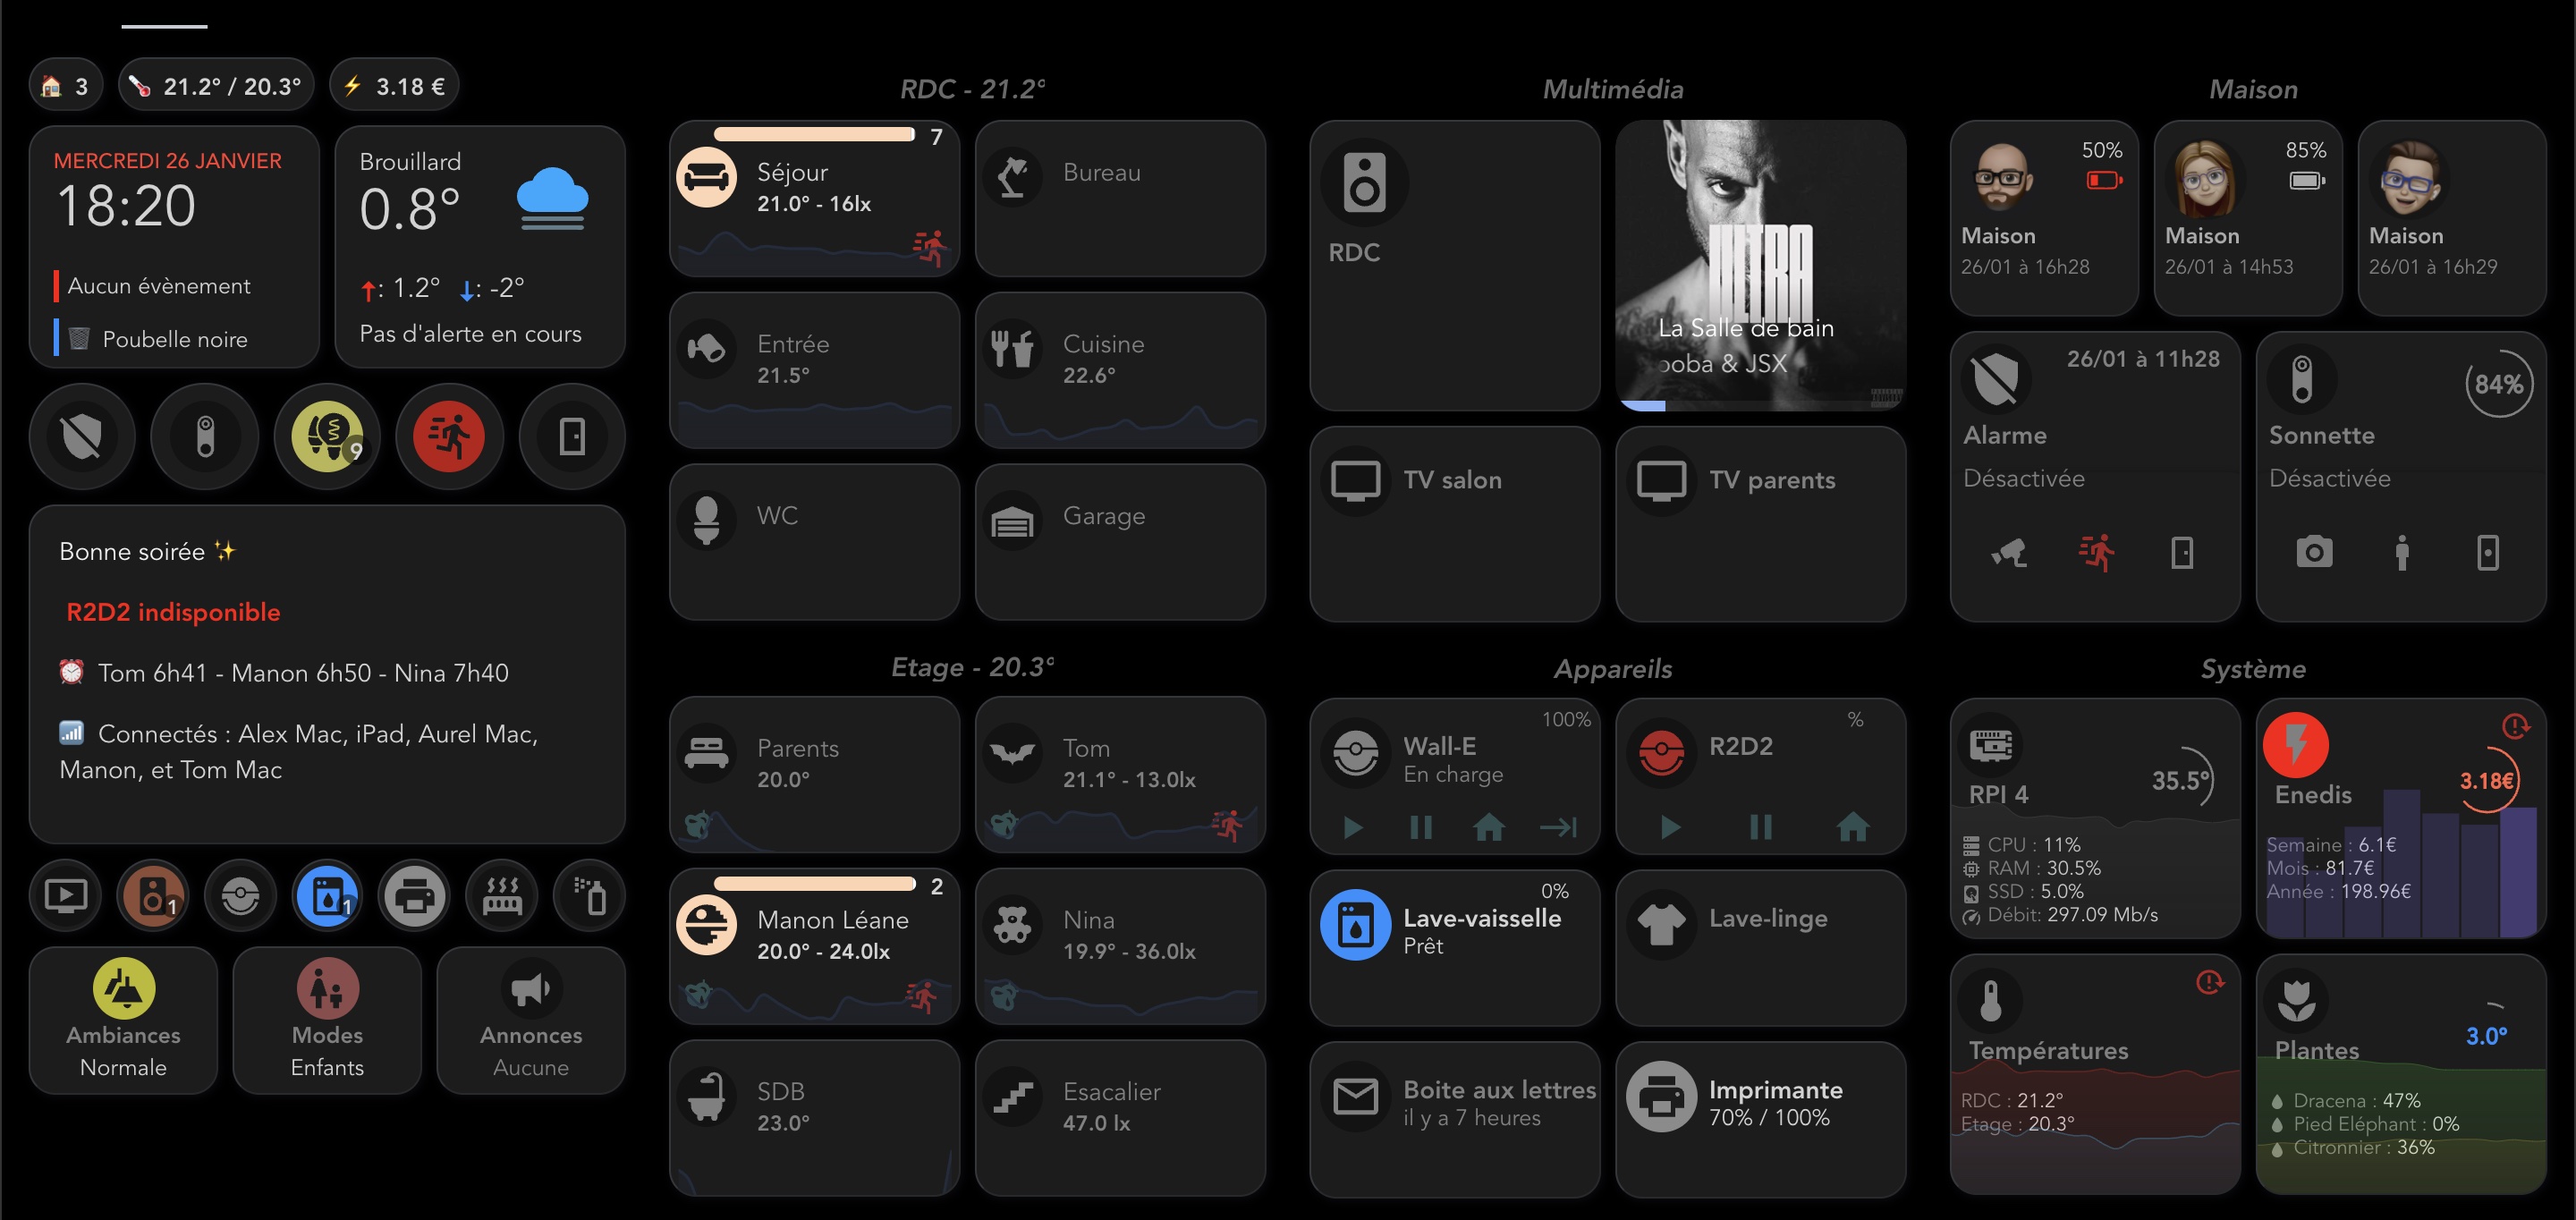 3
21.2° / 20.3°
3.18 €
MERCREDI 26 JANVIER
18:20
Aucun évènement
Poubelle noire
Brouillard
0.8°
: 1.2° : -2°
Pas d'alerte en cours
9
Bonne soirée
R2D2 indisponible
Tom 6h41 - Manon 6h50 - Nina 7h40
Connectés : Alex Mac, iPad, Aurel Mac,
Manon, et Tom Mac
1
1
Ambiances
Normale
Modes
Enfants
Annonces
Aucune
RDC - 21.2°
7
Séjour
21.0° - 16lx
Bureau
Entrée
21.5°
Cuisine
22.6°
WC
Garage
Etage - 20.3°
Parents
20.0°
Tom
21.1° - 13.0lx
2
Manon Léane
20.0° - 24.0lx
Nina
19.9° - 36.0lx
SDB
23.0°
Esacalier
47.0 lx
Multimédia
RDC
ULTRA
La Salle de bain
ooba & JSX
TV salon
TV parents
Appareils
100%
Wall-E
En charge
%
R2D2
0%
Lave-vaisselle
Prêt
Lave-linge
Boite aux lettres
il y a 7 heures
Imprimante
70% / 100%
Maison
50%
Maison
26/01 à 16h28
85%
Maison
26/01 à 14h53
Maison
26/01 à 16h29
26/01 à 11h28
Alarme
Désactivée
84%
Sonnette
Désactivée
Système
35.5°
RPI 4
CPU : 11%
RAM : 30.5%
SSD : 5.0%
Débit: 297.09 Mb/s
3.18€
Enedis
Semaine : 6.1€
Mois : 81.7€
Année : 198.96€
Températures
RDC : 21.2°
Etage : 20.3°
3.0°
Plantes
Dracena : 47%
Pied Eléphant : 0%
Citronnier : 36%